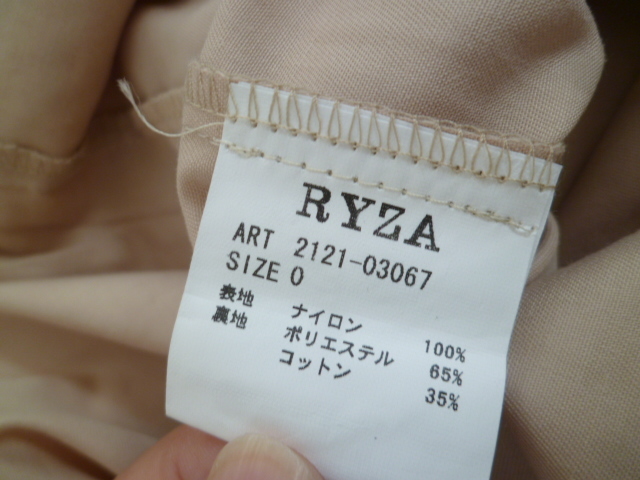 RYZA
ART 2121-03067
SIZE 0
表地 ナイロン 100%
裏地 ポリエステル 65%
コットン 35%